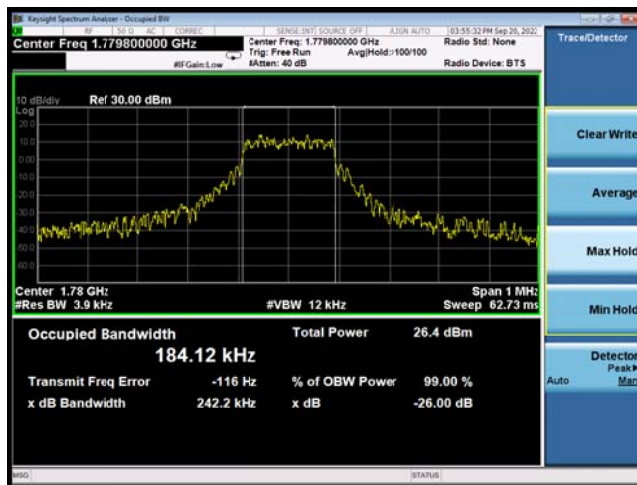 Keysight Spectrum Analyzer - Occupied BW
RF 50 Ω AC CORREC SENSE:INT SOURCE OFF ALIGN AUTO 03:55:32 PM Sep 20, 202
Center Freq 1.779800000 GHz Center Freq: 1.779800000 GHz Radio Std: None
Trig: Free Run Avg|Hold:>100/100
#IFGain:Low #Atten: 40 dB Radio Device: BTS
Trace/Detector
10 dB/div Ref 30.00 dBm
Log
20.0
10.0
0.00
-10.0
-20.0
-30.0
-40.0
-50.0
-60.0
Center 1.78 GHz Span 1 MHz
#Res BW 3.9 kHz #VBW 12 kHz Sweep 62.73 ms
Occupied Bandwidth Total Power 26.4 dBm
184.12 kHz
Transmit Freq Error -116 Hz % of OBW Power 99.00 %
x dB Bandwidth 242.2 kHz x dB -26.00 dB
Clear Write
Average
Max Hold
Min Hold
Detector
Peak▶
Auto Man
MSG STATUS